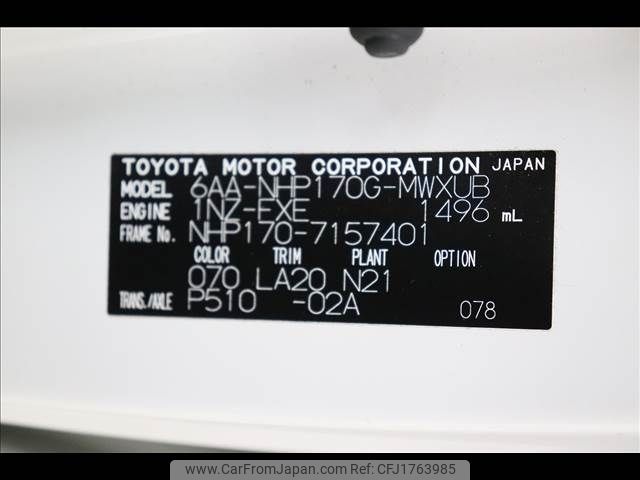 TOYOTA MOTOR CORPORATION JAPAN
MODEL 6AA-NHP170G-MWXUB
ENGINE 1NZ-EXE 1496 mL
FRAME No. NHP170-7157401
COLOR TRIM PLANT OPTION
070 LA20 N21
TRANS./AXLE P510 -02A 078
www.CarFromJapan.com CFJ1763985